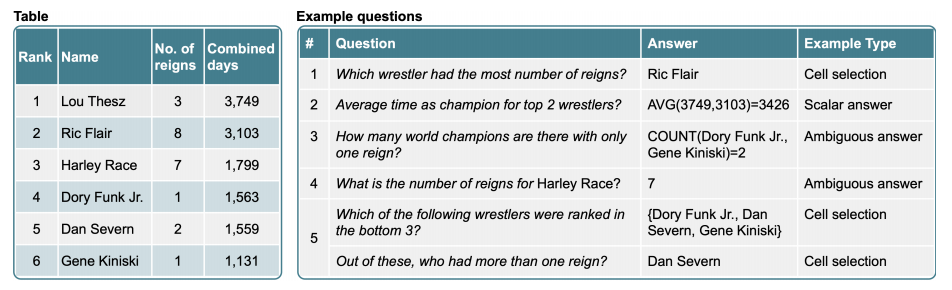 Table
Rank Name No. of reigns Combined days
1 Lou Thesz 3 3,749
2 Ric Flair 8 3,103
3 Harley Race 7 1,799
4 Dory Funk Jr. 1 1,563
5 Dan Severn 2 1,559
6 Gene Kiniski 1 1,131
Example questions
# Question Answer Example Type
1 Which wrestler had the most number of reigns? Ric Flair Cell selection
2 Average time as champion for top 2 wrestlers? AVG(3749,3103)=3426 Scalar answer
3 How many world champions are there with only one reign? COUNT(Dory Funk Jr., Gene Kiniski)=2 Ambiguous answer
4 What is the number of reigns for Harley Race? 7 Ambiguous answer
5 Which of the following wrestlers were ranked in the bottom 3? {Dory Funk Jr., Dan Severn, Gene Kiniski} Cell selection
Out of these, who had more than one reign? Dan Severn Cell selection